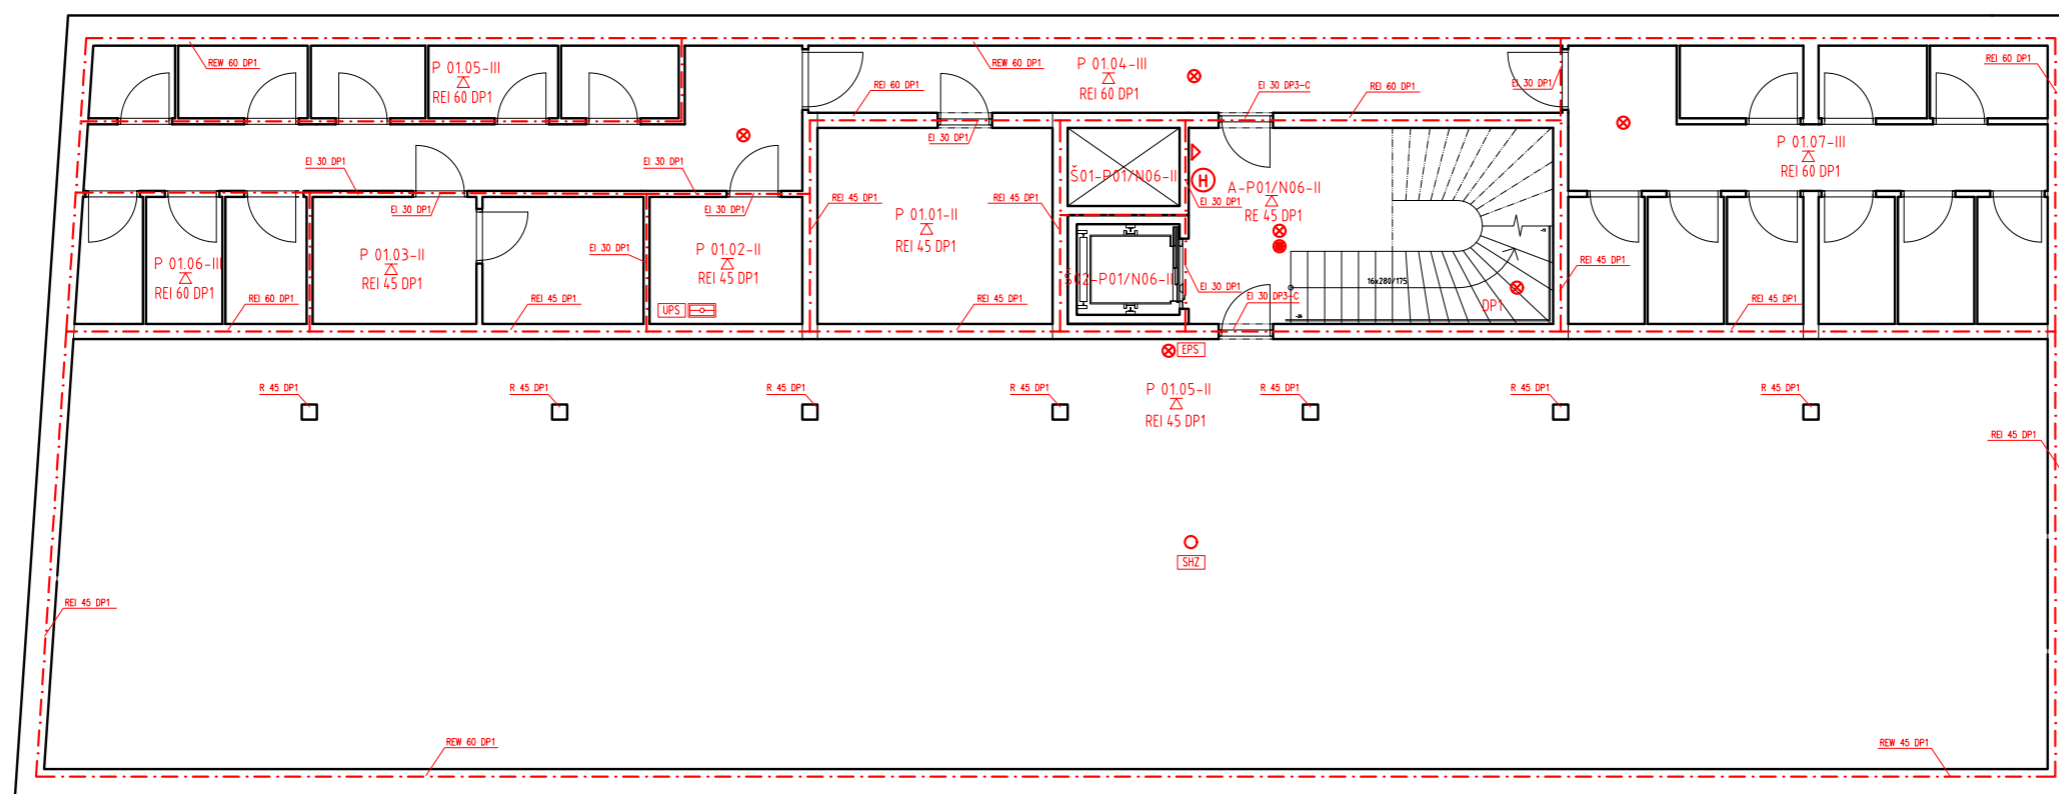 REW 60 DP1
P 01.05-III
REI 60 DP1
REI 60 DP1
REW 60 DP1
P 01.04-III
REI 60 DP1
EI 30 DP3-C
REI 60 DP1
EI 30 DP1
REI 60 DP1
P 01.07-III
REI 60 DP1
EI 30 DP1
EI 30 DP1
EI 30 DP1
EI 30 DP1
EI 30 DP1
REI 45 DP1
P 01.01-II
REI 45 DP1
REI 45 DP1
Š01-P01/N06-II
H
A-P01/N06-II
RE 45 DP1
EI 30 DP1
P 01.06-III
REI 60 DP1
REI 60 DP1
P 01.03-II
REI 45 DP1
REI 45 DP1
EI 30 DP1
P 01.02-II
REI 45 DP1
UPS
REI 45 DP1
Š02-P01/N06-II
EI 30 DP1
EI 30 DP3-C
16x280/175
DP1
REI 45 DP1
REI 45 DP1
EPS
R 45 DP1
R 45 DP1
R 45 DP1
R 45 DP1
P 01.05-II
REI 45 DP1
R 45 DP1
R 45 DP1
R 45 DP1
REI 45 DP1
SHZ
REI 45 DP1
REW 60 DP1
REW 45 DP1